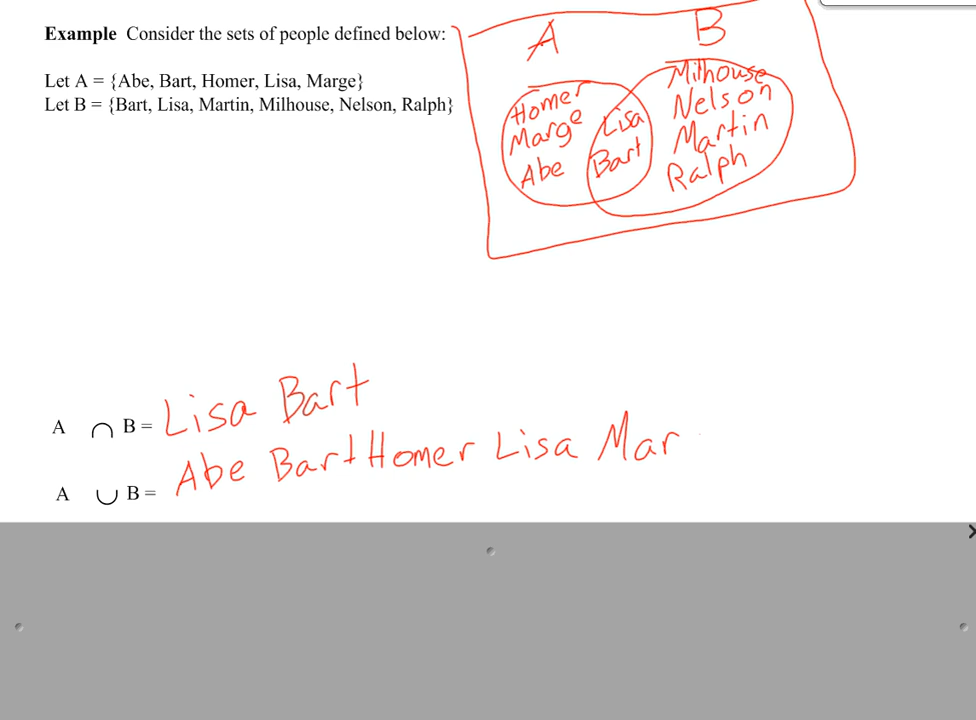 Example Consider the sets of people defined below:
Let A = {Abe, Bart, Homer, Lisa, Marge}
Let B = {Bart, Lisa, Martin, Milhouse, Nelson, Ralph}
A
B
Homer
Marge
Abe
Lisa
Bart
Milhouse
Nelson
Martin
Ralph
A ∩ B = Lisa Bart
A ∪ B = Abe Bart Homer Lisa Mar